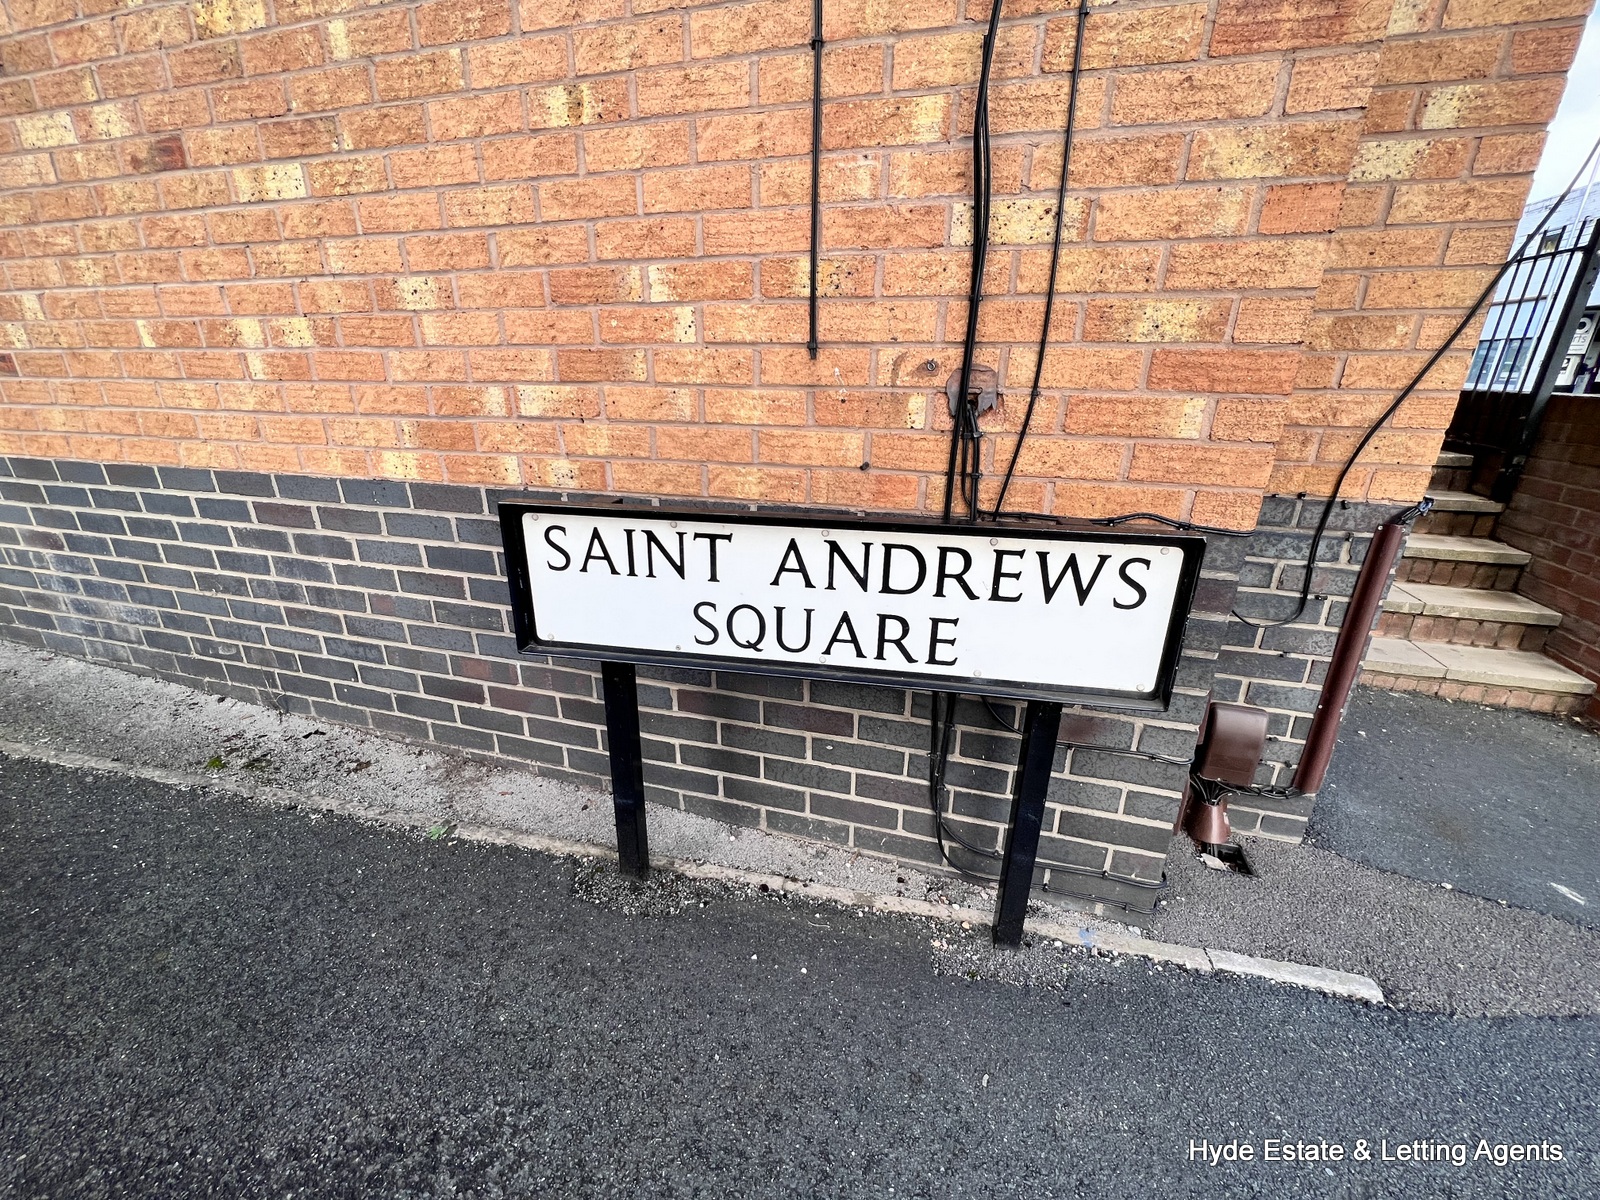 SAINT ANDREWS
SQUARE
Hyde Estate & Letting Agents